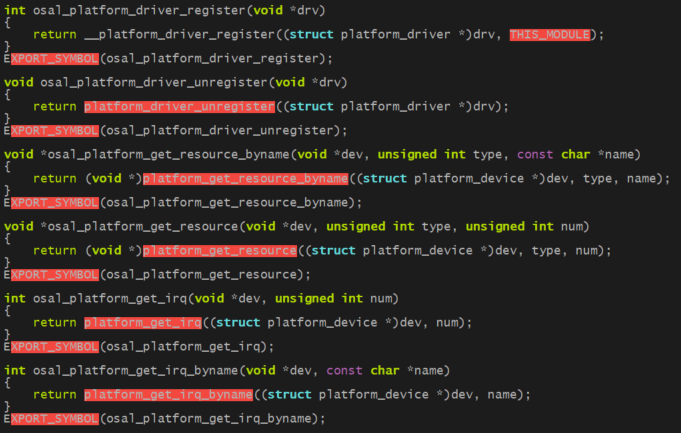 int osal_platform_driver_register(void *drv)
{
    return __platform_driver_register((struct platform_driver *)drv, THIS_MODULE);
}
EXPORT_SYMBOL(osal_platform_driver_register);
void osal_platform_driver_unregister(void *drv)
{
    return platform_driver_unregister((struct platform_driver *)drv);
}
EXPORT_SYMBOL(osal_platform_driver_unregister);
void *osal_platform_get_resource_byname(void *dev, unsigned int type, const char *name)
{
    return (void *)platform_get_resource_byname((struct platform_device *)dev, type, name);
}
EXPORT_SYMBOL(osal_platform_get_resource_byname);
void *osal_platform_get_resource(void *dev, unsigned int type, unsigned int num)
{
    return (void *)platform_get_resource((struct platform_device *)dev, type, num);
}
EXPORT_SYMBOL(osal_platform_get_resource);
int osal_platform_get_irq(void *dev, unsigned int num)
{
    return platform_get_irq((struct platform_device *)dev, num);
}
EXPORT_SYMBOL(osal_platform_get_irq);
int osal_platform_get_irq_byname(void *dev, const char *name)
{
    return platform_get_irq_byname((struct platform_device *)dev, name);
}
EXPORT_SYMBOL(osal_platform_get_irq_byname);